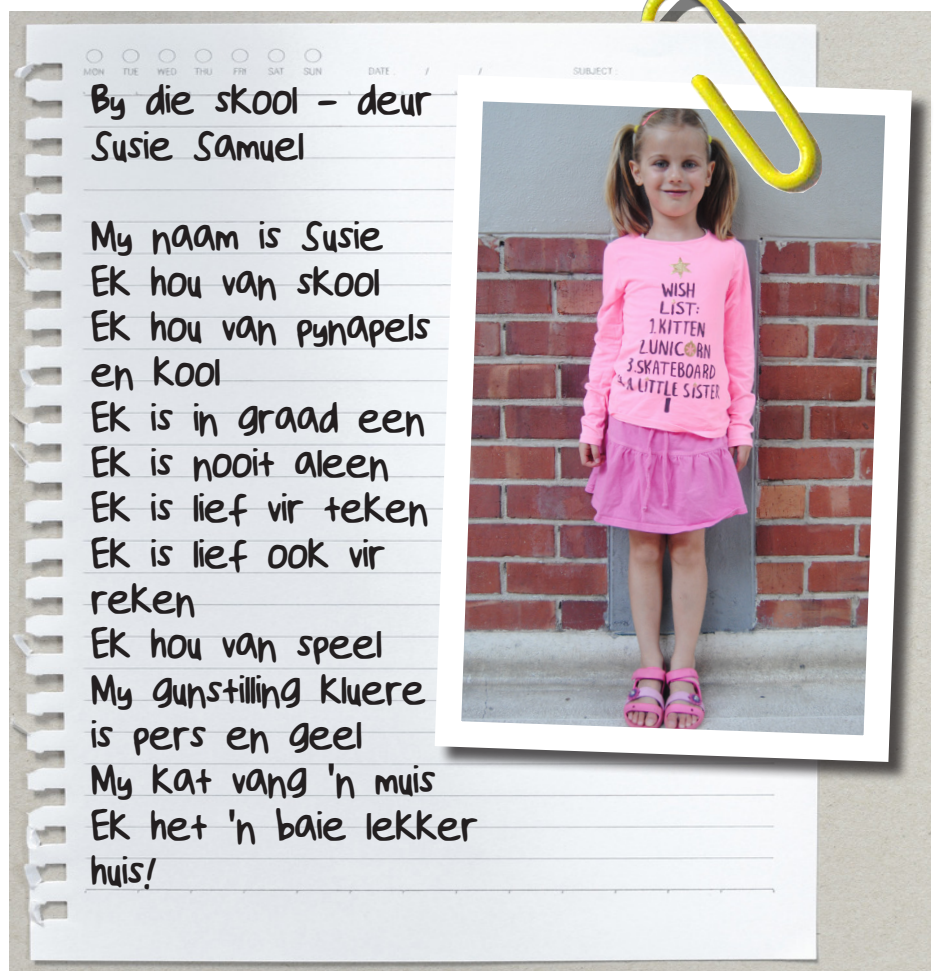 MON TUE WED THU FRI SAT SUN DATE : / / SUBJECT :
By die skool – deur
Susie Samuel
My naam is Susie
Ek hou van skool
Ek hou van pynapels
en kool
Ek is in graad een
Ek is nooit aleen
Ek is lief vir teken
Ek is lief ook vir
reken
Ek hou van speel
My gunstilling kluere
is pers en geel
My kat vang 'n muis
Ek het 'n baie lekker
huis!
WISH
LIST:
1.KITTEN
2.UNICORN
3.SKATEBOARD
A LITTLE SISTER